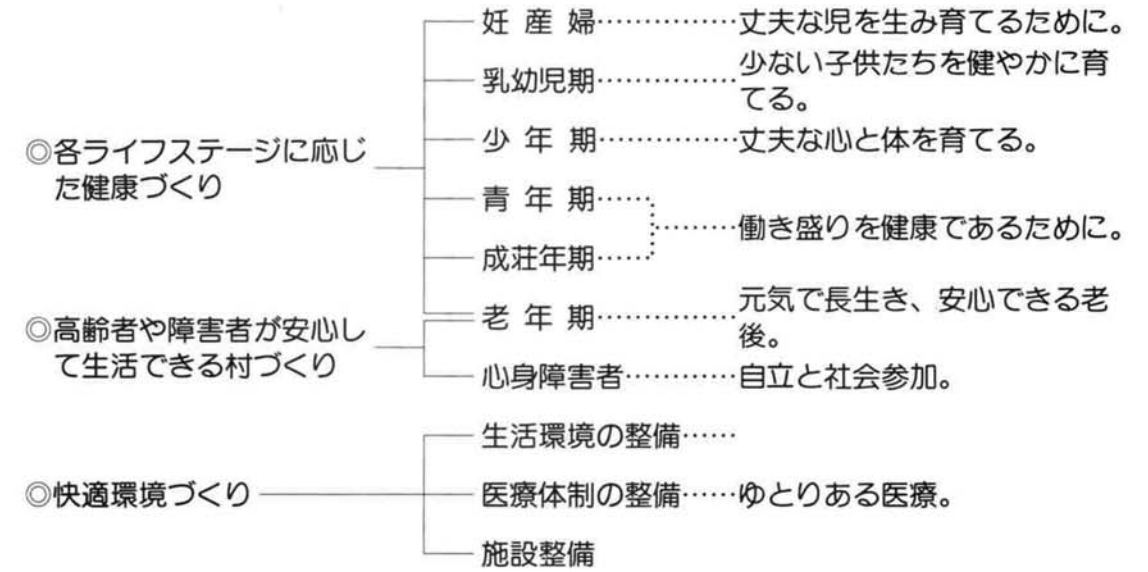 妊産婦……………丈夫な児を生み育てるために。
乳幼児期……………少ない子供たちを健やかに育
てる。
◎各ライフステージに応じ
た健康づくり
少年期……………丈夫な心と体を育てる。
青年期……
成荘年期……
………働き盛りを健康であるために。
◎高齢者や障害者が安心し
て生活できる村づくり
老年期……………元気で長生き、安心できる老
後。
心身障害者…………自立と社会参加。
◎快適環境づくり
生活環境の整備……
医療体制の整備……ゆとりある医療。
施設整備